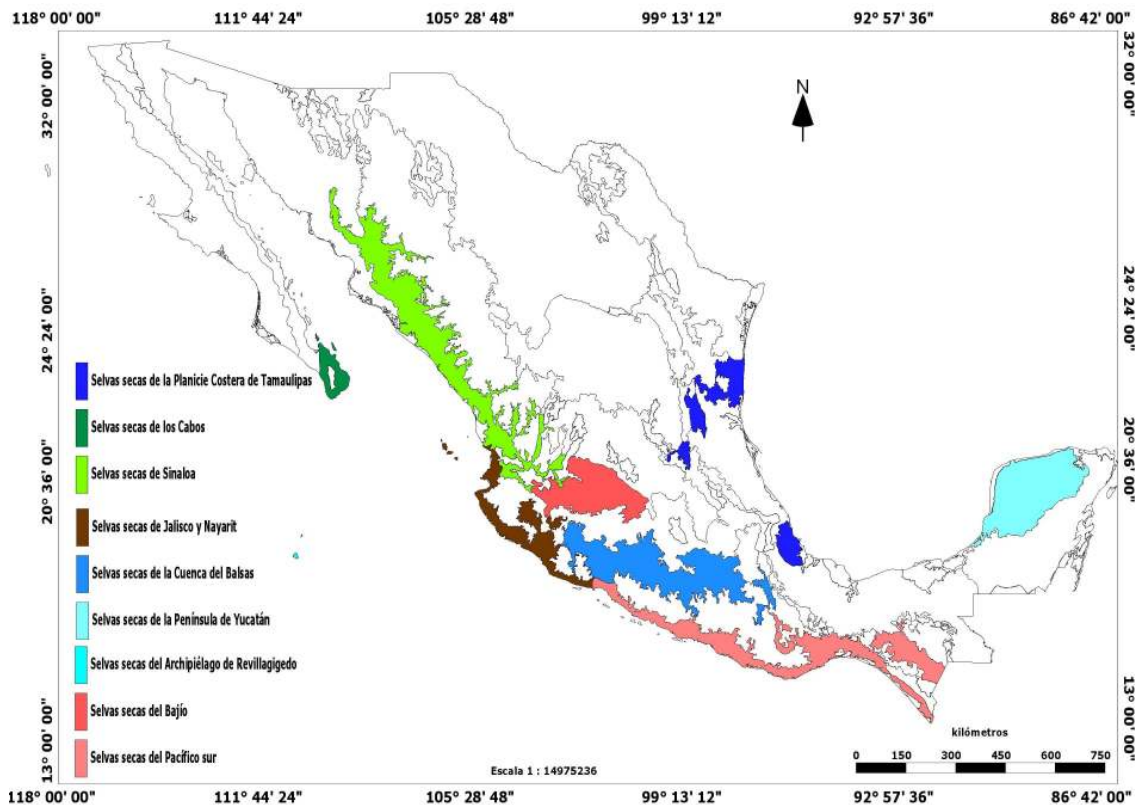 118° 00' 00"
111° 44' 24"
105° 28' 48"
99° 13' 12"
92° 57' 36"
86° 42' 00"
32° 00' 00"
32° 00' 00"
N
24° 24' 00"
24° 24' 00"
Selvas secas de la Planicie Costera de Tamaulipas
Selvas secas de los Cabos
20° 36' 00"
20° 36' 00"
Selvas secas de Sinaloa
Selvas secas de Jalisco y Nayarit
Selvas secas de la Cuenca del Balsas
Selvas secas de la Península de Yucatán
Selvas secas del Archipiélago de Revillagigedo
Selvas secas del Bajío
Selvas secas del Pacífico sur
13° 00' 00"
13° 00' 00"
kilómetros
0 150 300 450 600 750
Escala 1 : 14975236
118° 00' 00"
111° 44' 24"
105° 28' 48"
99° 13' 12"
92° 57' 36"
86° 42' 00"